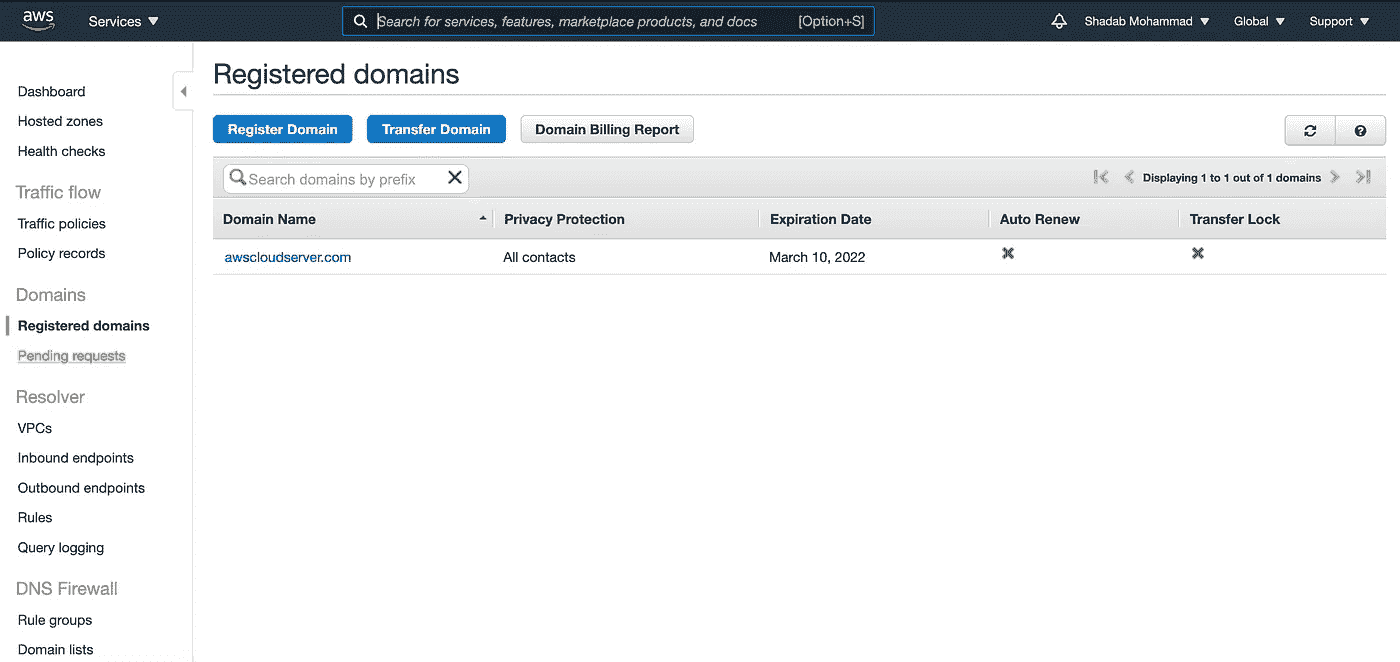 aws Services Search for services, features, marketplace products, and docs [Option+S] Shadab Mohammad Global Support
Dashboard
Hosted zones
Health checks
Traffic flow
Traffic policies
Policy records
Domains
Registered domains
Pending requests
Resolver
VPCs
Inbound endpoints
Outbound endpoints
Rules
Query logging
DNS Firewall
Rule groups
Domain lists
Registered domains
Register Domain Transfer Domain Domain Billing Report ?
Search domains by prefix Displaying 1 to 1 out of 1 domains
Domain Name Privacy Protection Expiration Date Auto Renew Transfer Lock
awscloudserver.com All contacts March 10, 2022